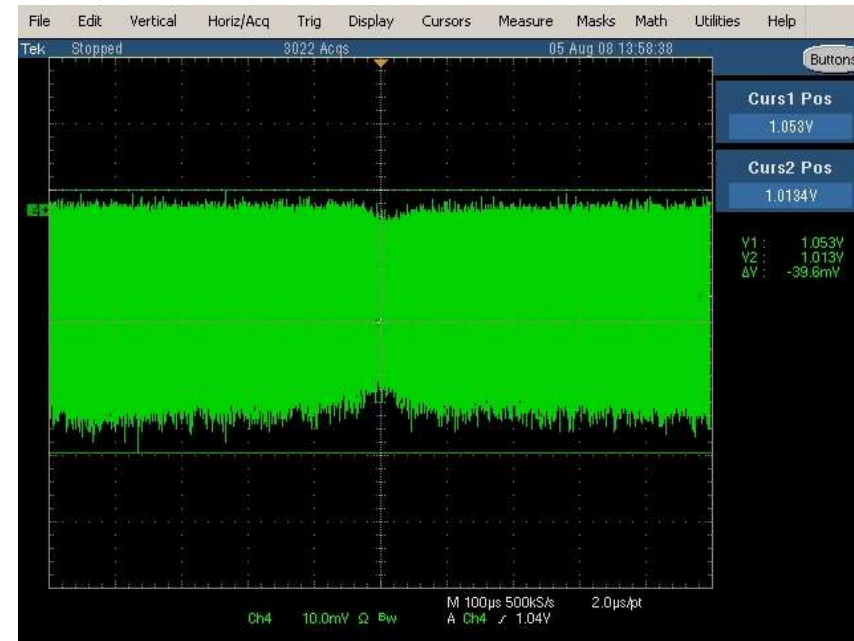 File Edit Vertical Horiz/Acq Trig Display Cursors Measure Masks Math Utilities Help
Tek Stopped 3022 Acqs 05 Aug 08 13:58:38
Buttons
Curs1 Pos
1.053V
Curs2 Pos
1.0134V
V1 : 1.053V
V2 : 1.013V
ΔV : -39.6mV
M 100µs 500kS/s 2.0µs/pt
Ch4 10.0mV Ω Bw A Ch4 1.04V